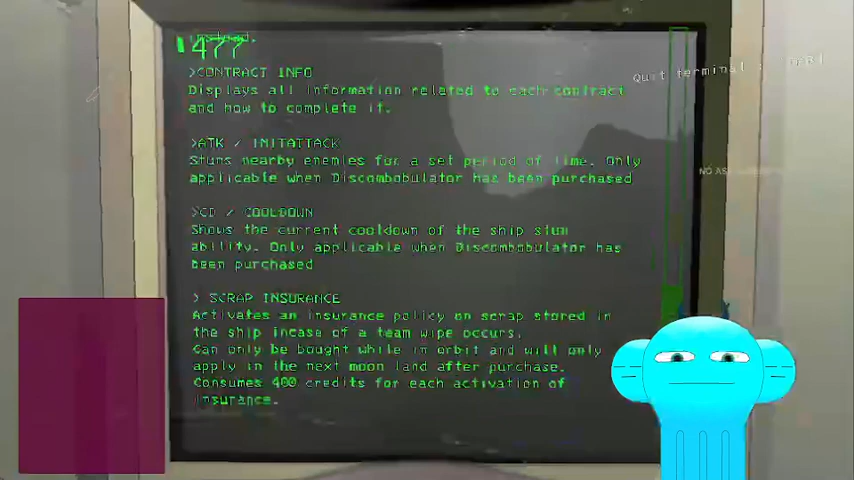 477
>CONTRACT INFO
Displays all information related to each contract
and how to complete it.
>ATK / INITATTACK
Stuns nearby enemies for a set period of time. Only
applicable when Discombobulator has been purchased
>CD / COOLDOWN
Shows the current cooldown of the ship stun
ability. Only applicable when Discombobulator has
been purchased
> SCRAP INSURANCE
Activates an insurance policy on scrap stored in
the ship incase of a team wipe occurs.
Can only be bought while in orbit and will only
apply in the next moon land after purchase.
Consumes 400 credits for each activation of
insurance.
Quit terminal :